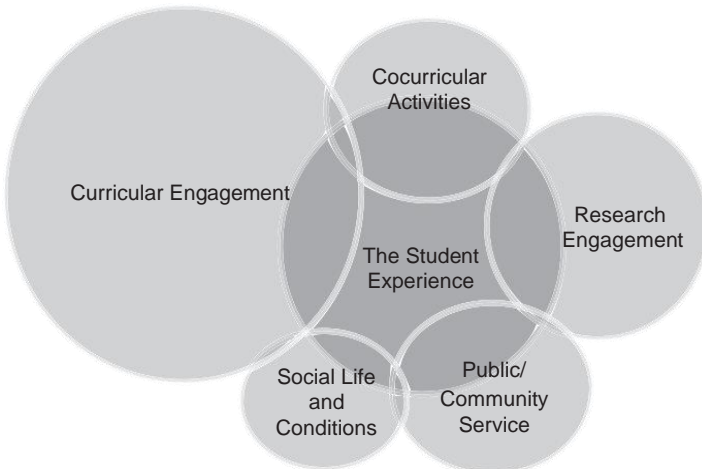 Cocurricular
Activities
Curricular Engagement
Research
Engagement
The Student
Experience
Social Life
and
Conditions
Public/
Community
Service